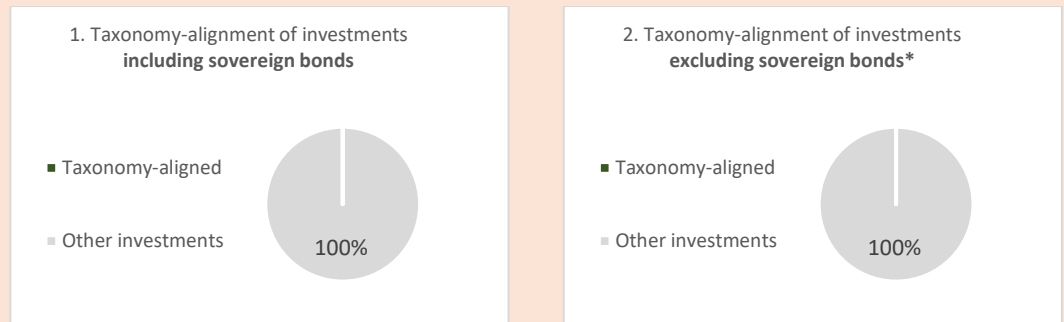 1. Taxonomy-alignment of investments
including sovereign bonds
Taxonomy-aligned
Other investments
100%
2. Taxonomy-alignment of investments
excluding sovereign bonds*
Taxonomy-aligned
Other investments
100%